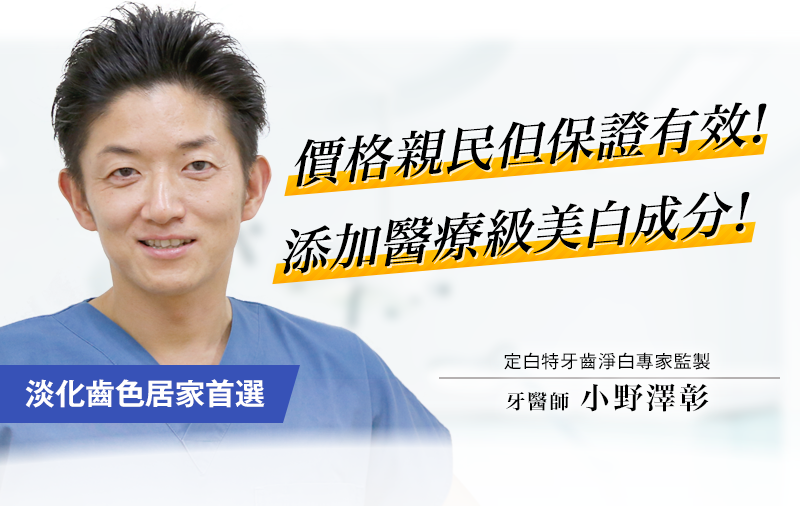 價格親民但保證有效!
添加醫療級美白成分!
定白特牙齒淨白專家監製
牙醫師 小野澤彰
淡化齒色居家首選